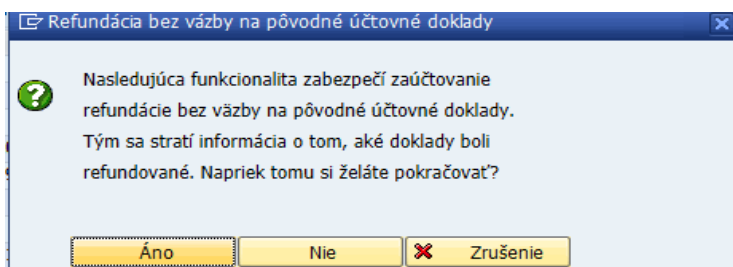 Refundácia bez väzby na pôvodné účtovné doklady
Nasledujúca funkcionalita zabezpečí zaúčtovanie
refundácie bez väzby na pôvodné účtovné doklady.
Tým sa stratí informácia o tom, aké doklady boli
refundované. Napriek tomu si želáte pokračovať?
Áno Nie Zrušenie